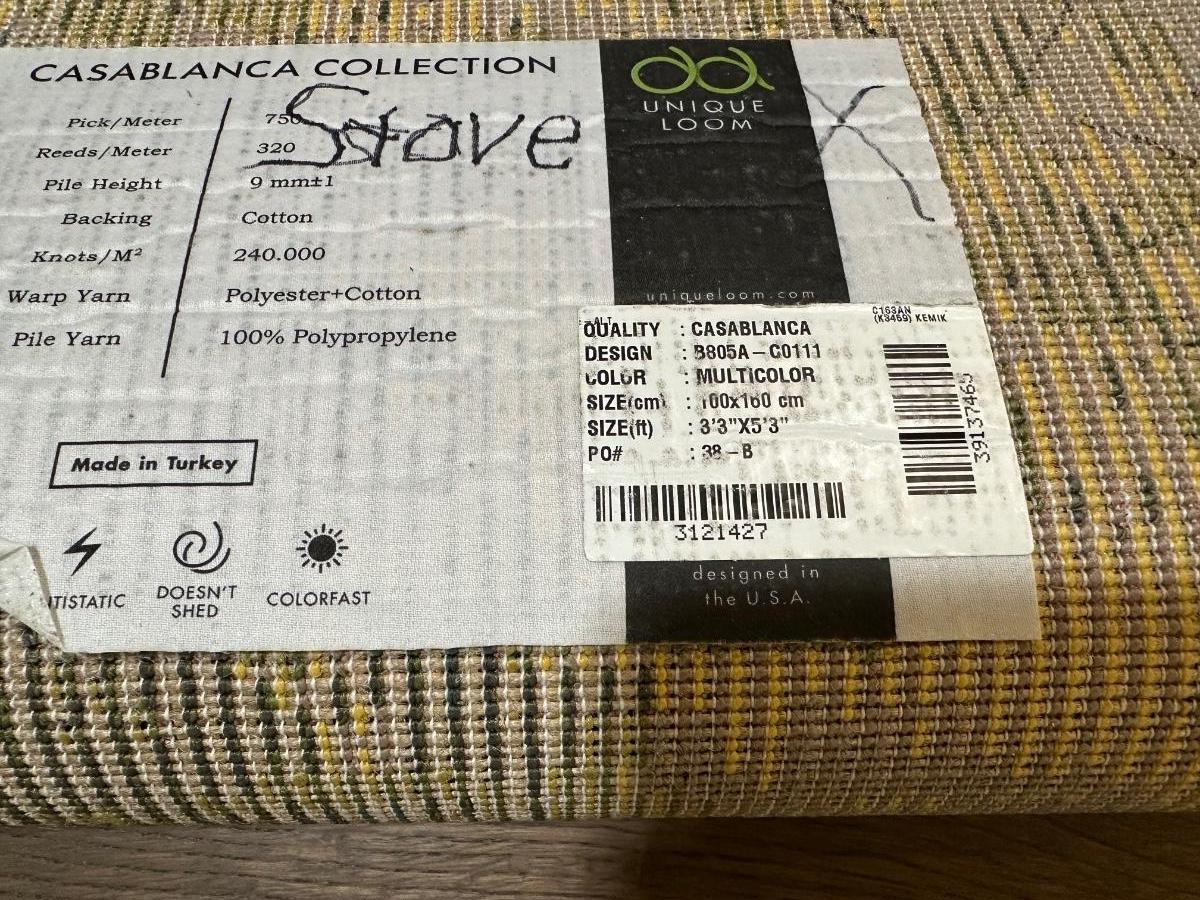 CASABLANCA COLLECTION
Pick/Meter 750
Reeds/Meter 320
Pile Height 9 mm±1
Backing Cotton
Knots/M² 240.000
Warp Yarn Polyester+Cotton
Pile Yarn 100% Polypropylene
Made in Turkey
TISTATIC
DOESN'T
SHED
COLORFAST
UNIQUE
LOOM
uniqueloom.com
C163AN
(K3459) KEMIK
QUALITY : CASABLANCA
DESIGN : B805A-C0111
COLOR : MULTICOLOR
SIZE(cm) : 100x160 cm
SIZE(ft) : 3'3"X5'3"
PO# : 38-B
3121427
39137465
designed in
the U.S.A.